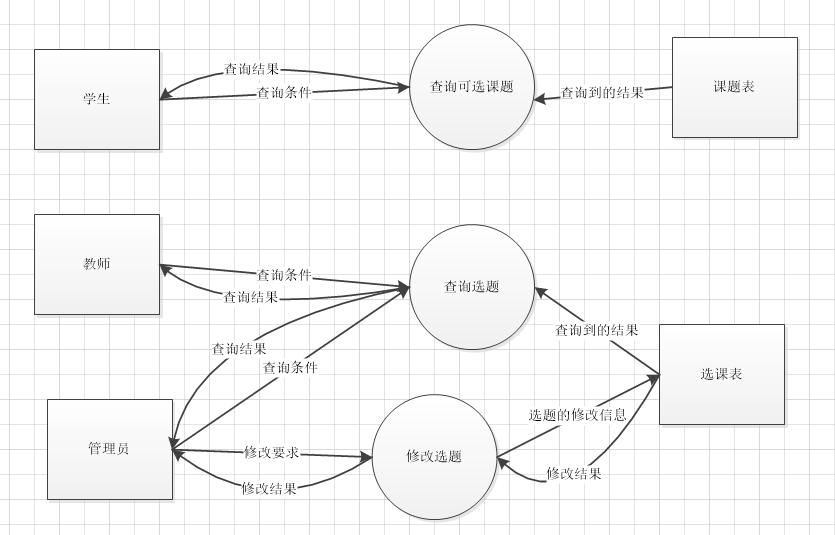 学生
查询结果
查询条件
查询可选课题
查询到的结果
课题表
教师
查询条件
查询结果
查询选题
查询到的结果
选课表
查询结果
查询条件
管理员
修改要求
修改结果
修改选题
选题的修改信息
修改结果